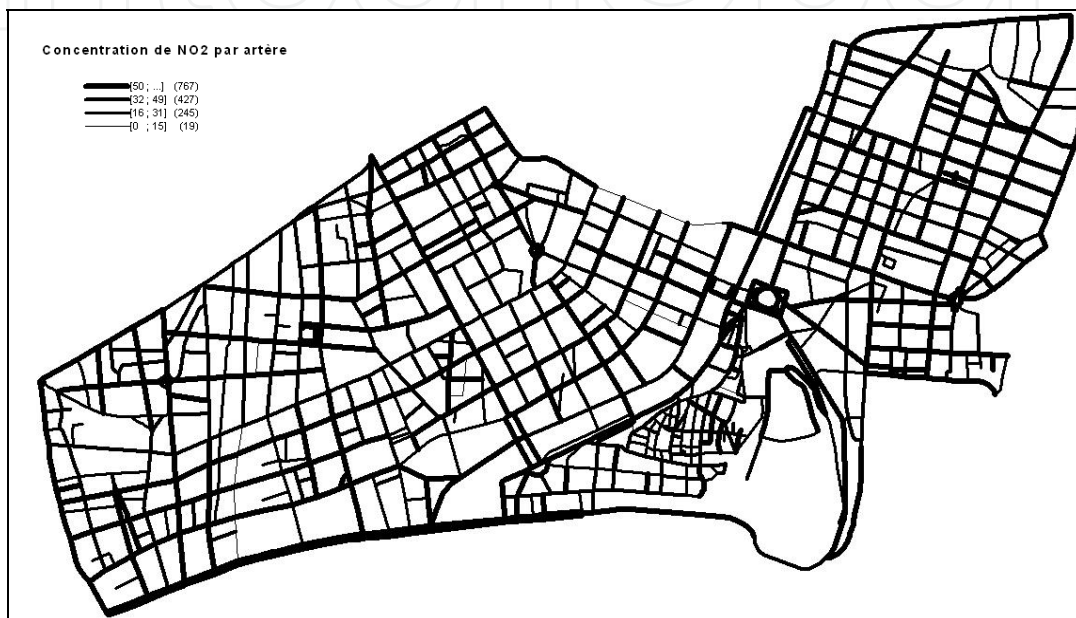 Concentration de NO2 par artère
[50 ; ...] (767)
[32 ; 49] (427)
[16 ; 31] (245)
[0 ; 15] (19)